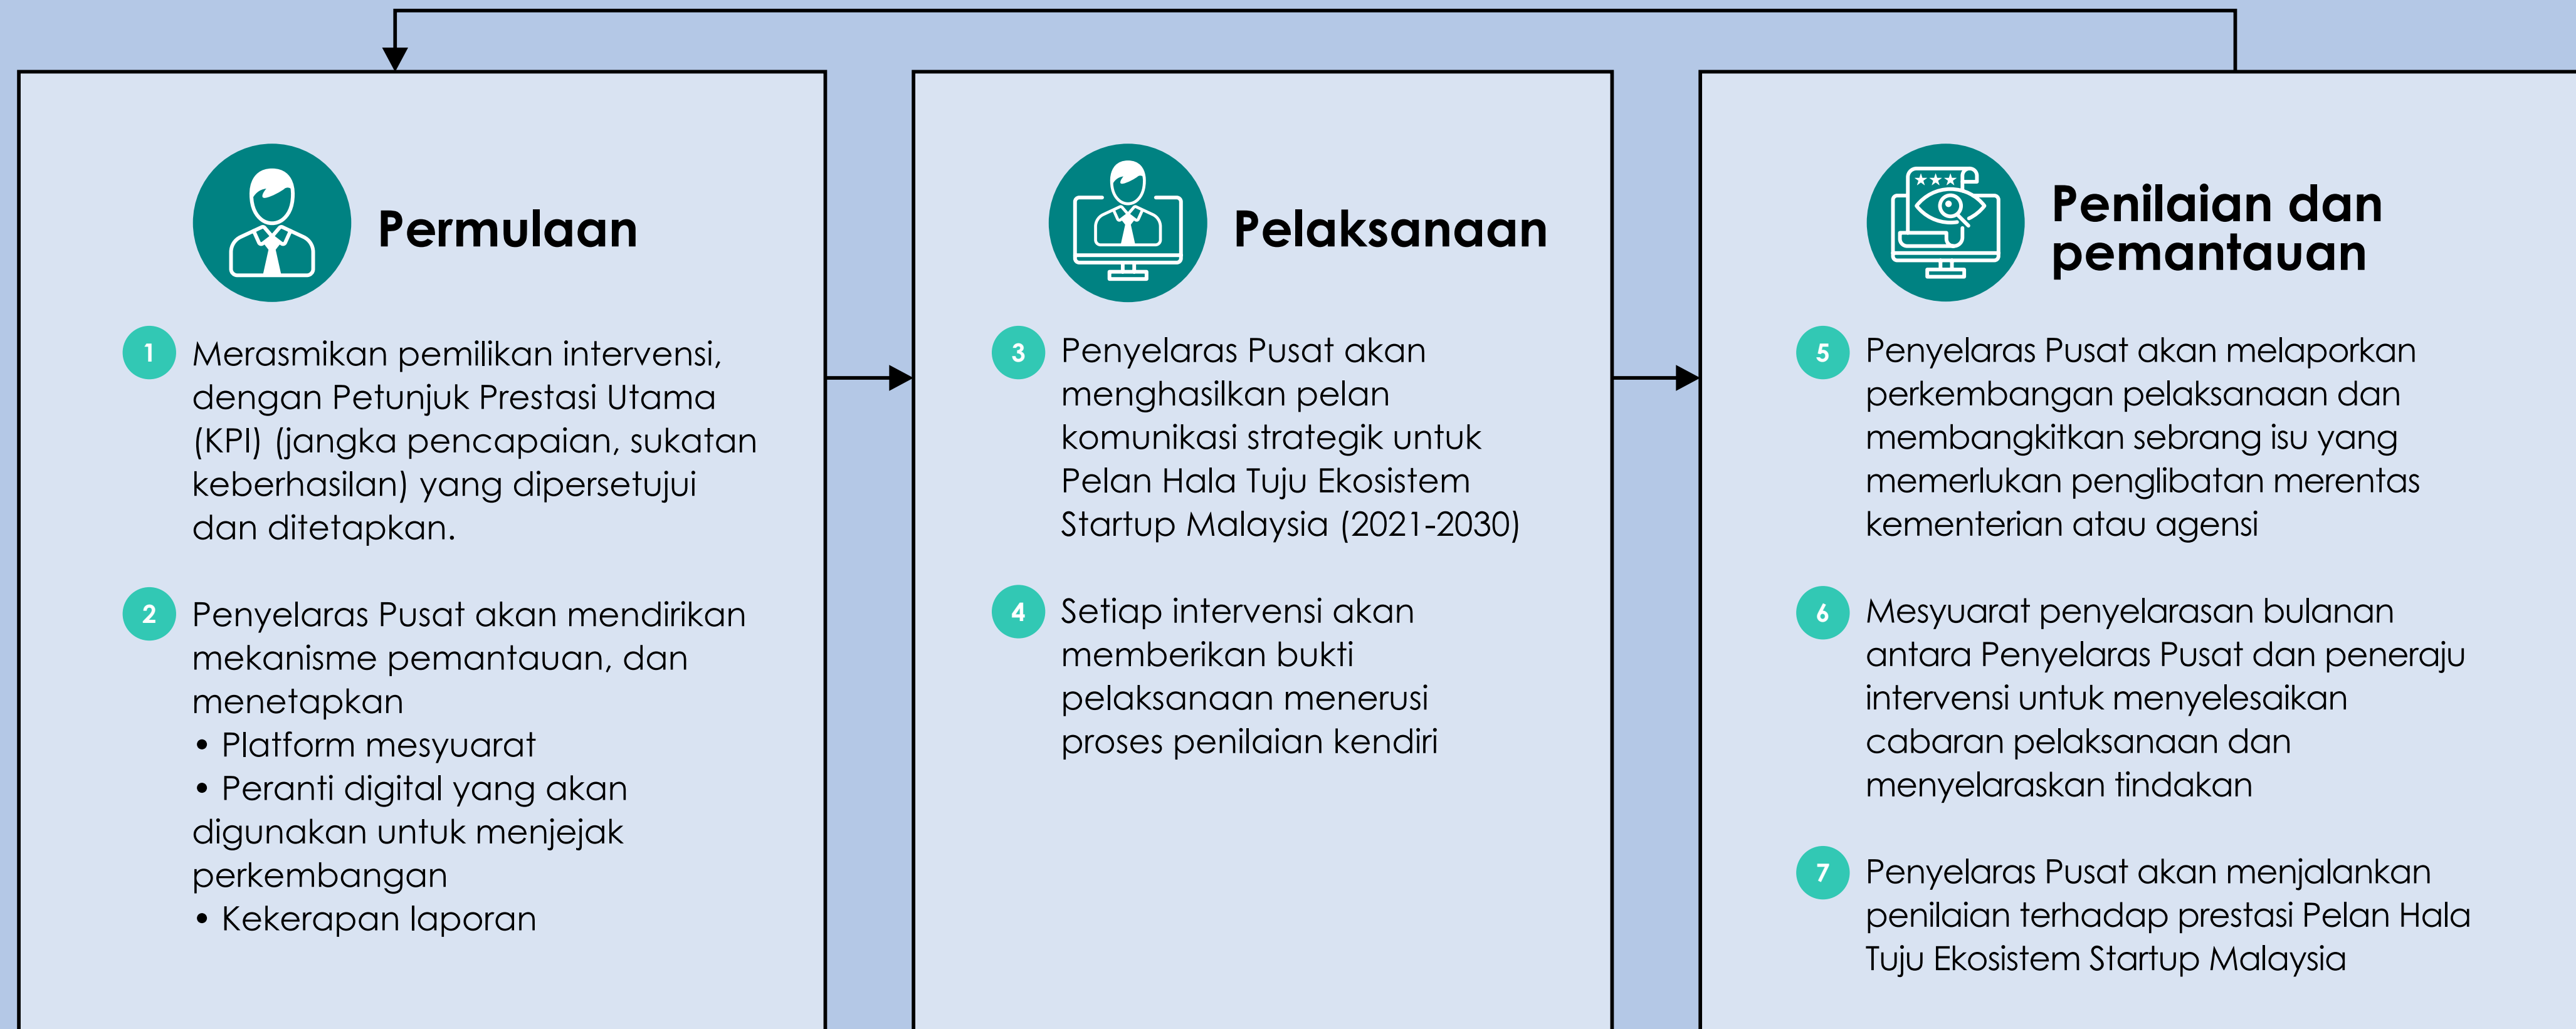 Permulaan
1
Merasmikan pemilikan intervensi,
dengan Petunjuk Prestasi Utama
(KPI) (jangka pencapaian, sukatan
keberhasilan) yang dipersetujui
dan ditetapkan.
2
Penyelaras Pusat akan mendirikan
mekanisme pemantauan, dan
menetapkan
• Platform mesyuarat
• Peranti digital yang akan
digunakan untuk menjejak
perkembangan
• Kekerapan laporan
Pelaksanaan
3
Penyelaras Pusat akan
menghasilkan pelan
komunikasi strategik untuk
Pelan Hala Tuju Ekosistem
Startup Malaysia (2021-2030)
4
Setiap intervensi akan
memberikan bukti
pelaksanaan menerusi
proses penilaian kendiri
Penilaian dan
pemantauan
5
Penyelaras Pusat akan melaporkan
perkembangan pelaksanaan dan
membangkitkan sebrang isu yang
memerlukan penglibatan merentas
kementerian atau agensi
6
Mesyuarat penyelarasan bulanan
antara Penyelaras Pusat dan peneraju
intervensi untuk menyelesaikan
cabaran pelaksanaan dan
menyelaraskan tindakan
7
Penyelaras Pusat akan menjalankan
penilaian terhadap prestasi Pelan Hala
Tuju Ekosistem Startup Malaysia